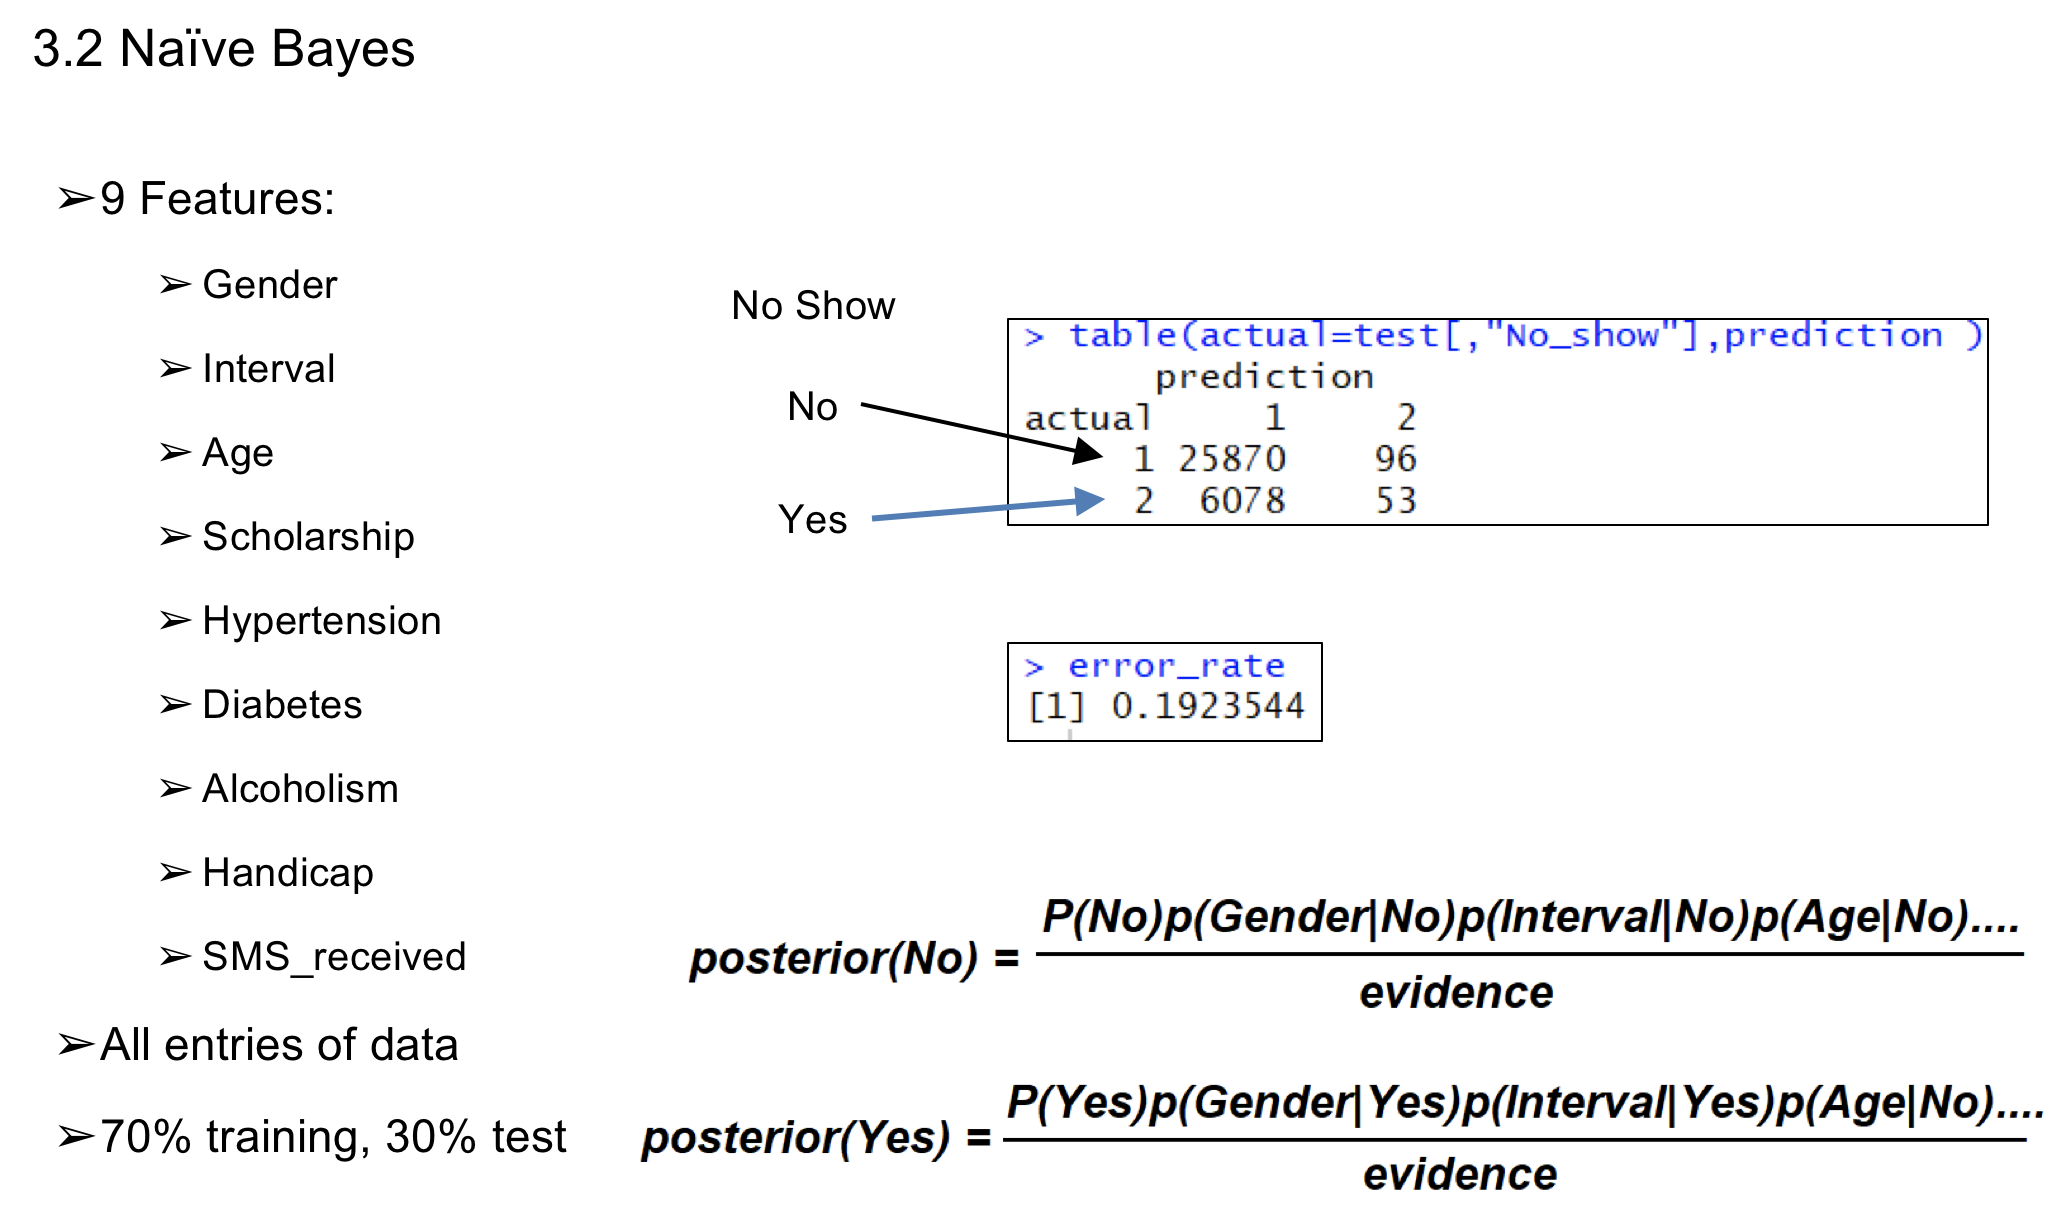 3.2 Naïve Bayes
➢9 Features:
➢ Gender
➢ Interval
➢ Age
➢ Scholarship
➢ Hypertension
➢ Diabetes
➢ Alcoholism
➢ Handicap
➢ SMS_received
➢All entries of data
➢70% training, 30% test
No Show
No
Yes
> table(actual=test[,"No_show"],prediction )
prediction
actual 1 2
1 25870 96
2 6078 53
> error_rate
[1] 0.1923544
P(No)p(Gender|No)p(Interval|No)p(Age|No)....
posterior(No) =
evidence
P(Yes)p(Gender|Yes)p(Interval|Yes)p(Age|No)....
posterior(Yes) =
evidence